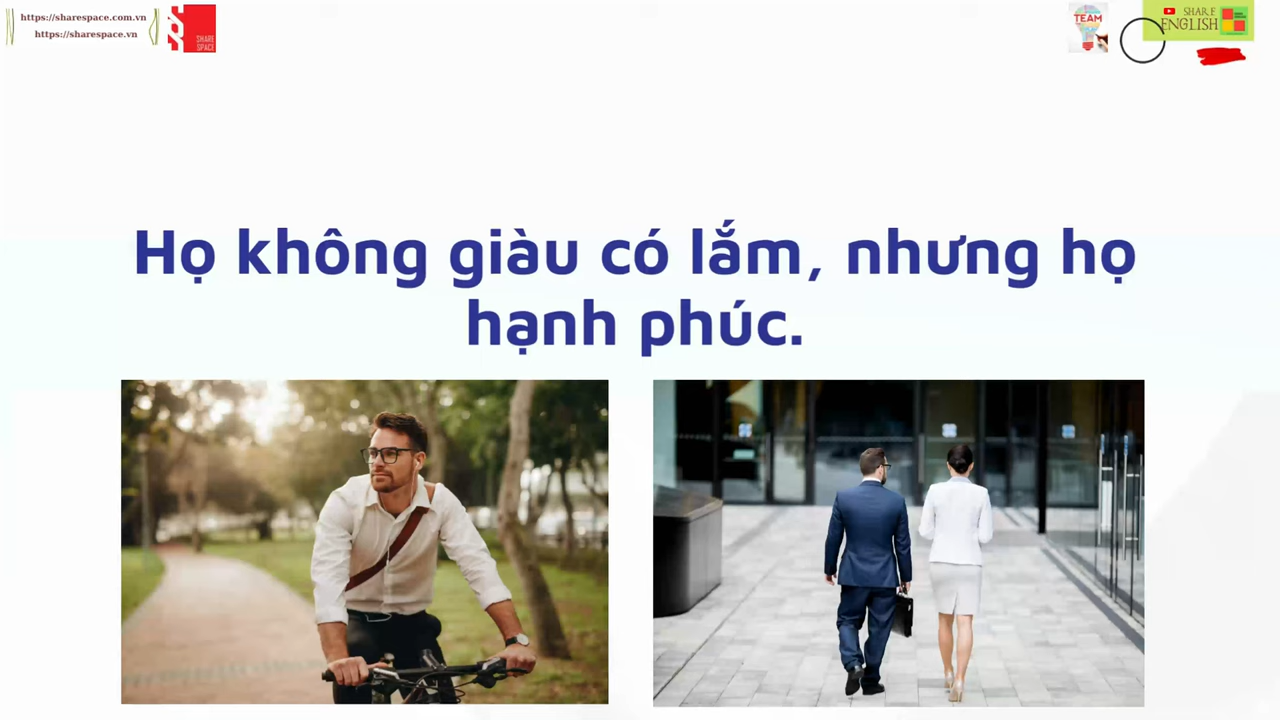 https://sharespace.com.vn
https://sharespace.vn
SHARE
SPACE
TEAM
SHARE
ENGLISH
Họ không giàu có lắm, nhưng họ
hạnh phúc.